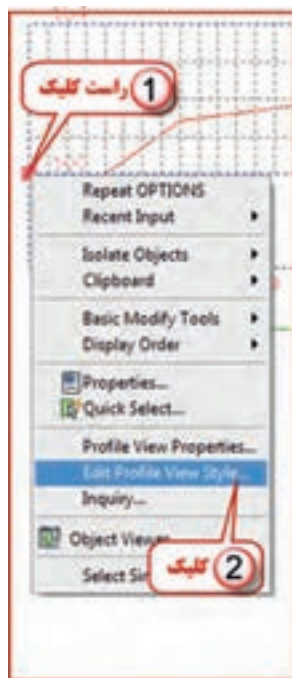 1 راست کلیک
Repeat OPTIONS
Recent Input
Isolate Objects
Clipboard
Basic Modify Tools
Display Order
Properties...
Quick Select...
Profile View Properties...
Edit Profile View Style...
Inquiry...
Object Viewer
2 کلیک
Select Sim